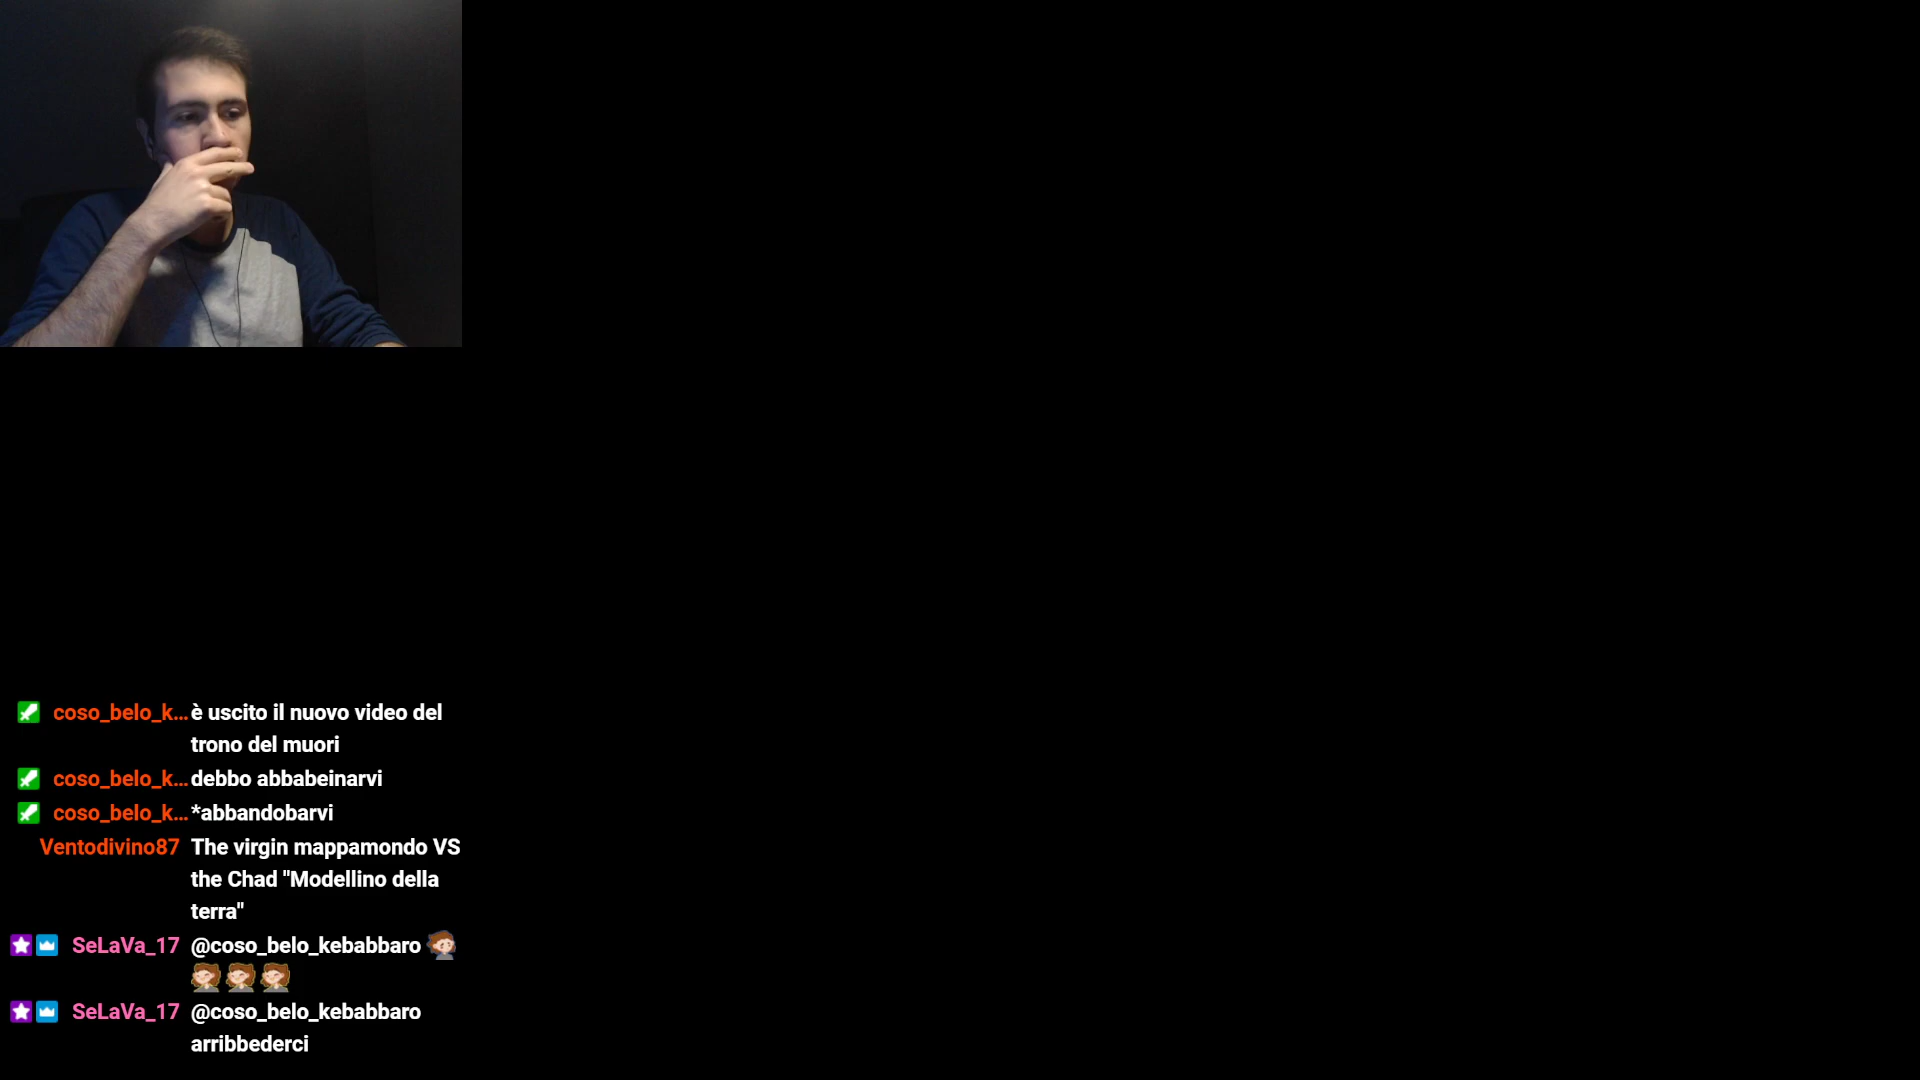 coso_belo_k... è uscito il nuovo video del
trono del muori
coso_belo_k... debbo abbabeinarvi
coso_belo_k... *abbandobarvi
Ventodivino87 The virgin mappamondo VS
the Chad "Modellino della
terra"
SeLaVa_17 @coso_belo_kebabbaro
SeLaVa_17 @coso_belo_kebabbaro
arribbederci